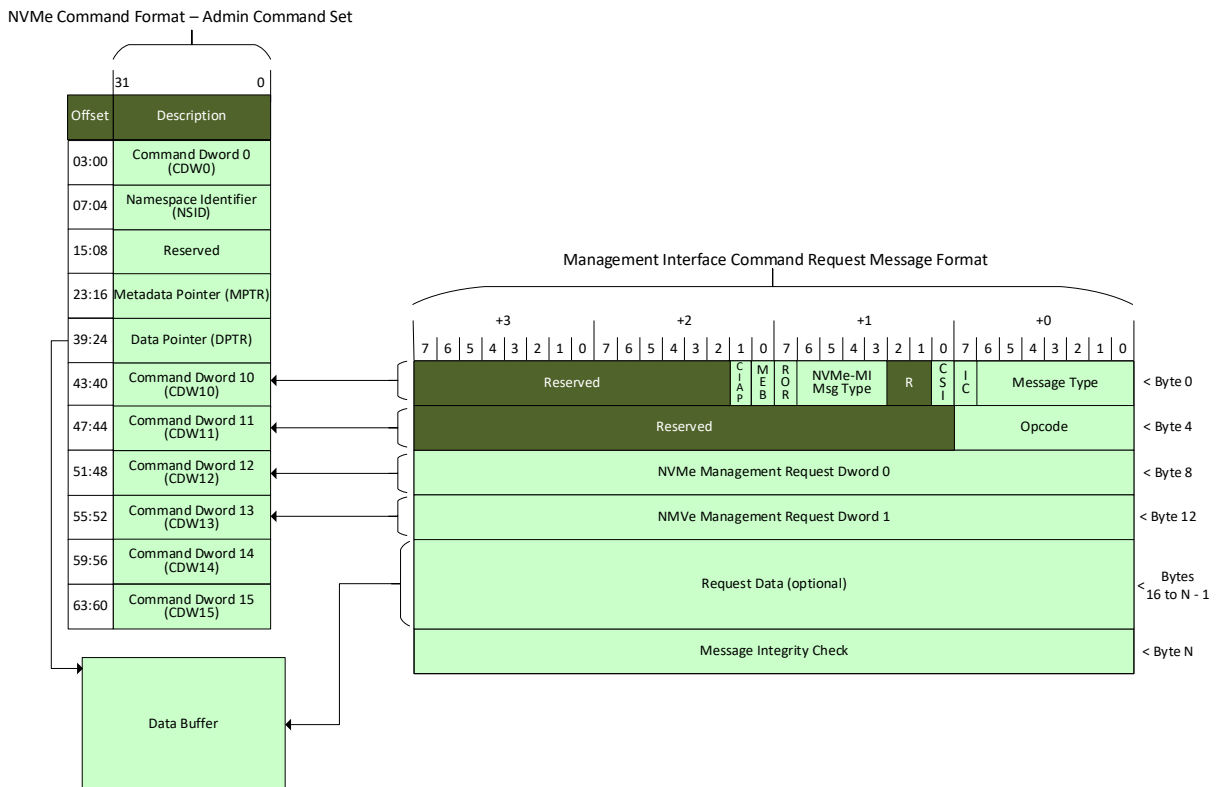 NVMe Command Format – Admin Command Set
31 0
Offset Description
03:00 Command Dword 0
(CDW0)
07:04 Namespace Identifier
(NSID)
15:08 Reserved
23:16 Metadata Pointer (MPTR)
39:24 Data Pointer (DPTR)
43:40 Command Dword 10
(CDW10)
47:44 Command Dword 11
(CDW11)
51:48 Command Dword 12
(CDW12)
55:52 Command Dword 13
(CDW13)
59:56 Command Dword 14
(CDW14)
63:60 Command Dword 15
(CDW15)
Data Buffer
Management Interface Command Request Message Format
+3 +2 +1 +0
7 6 5 4 3 2 1 0 7 6 5 4 3 2 1 0 7 6 5 4 3 2 1 0 7 6 5 4 3 2 1 0
Reserved CIAP MEB ROR NVMe-MI
Msg Type R CSI IC Message Type < Byte 0
Reserved Opcode < Byte 4
NVMe Management Request Dword 0 < Byte 8
NMVe Management Request Dword 1 < Byte 12
Request Data (optional) < Bytes
16 to N - 1
Message Integrity Check < Byte N